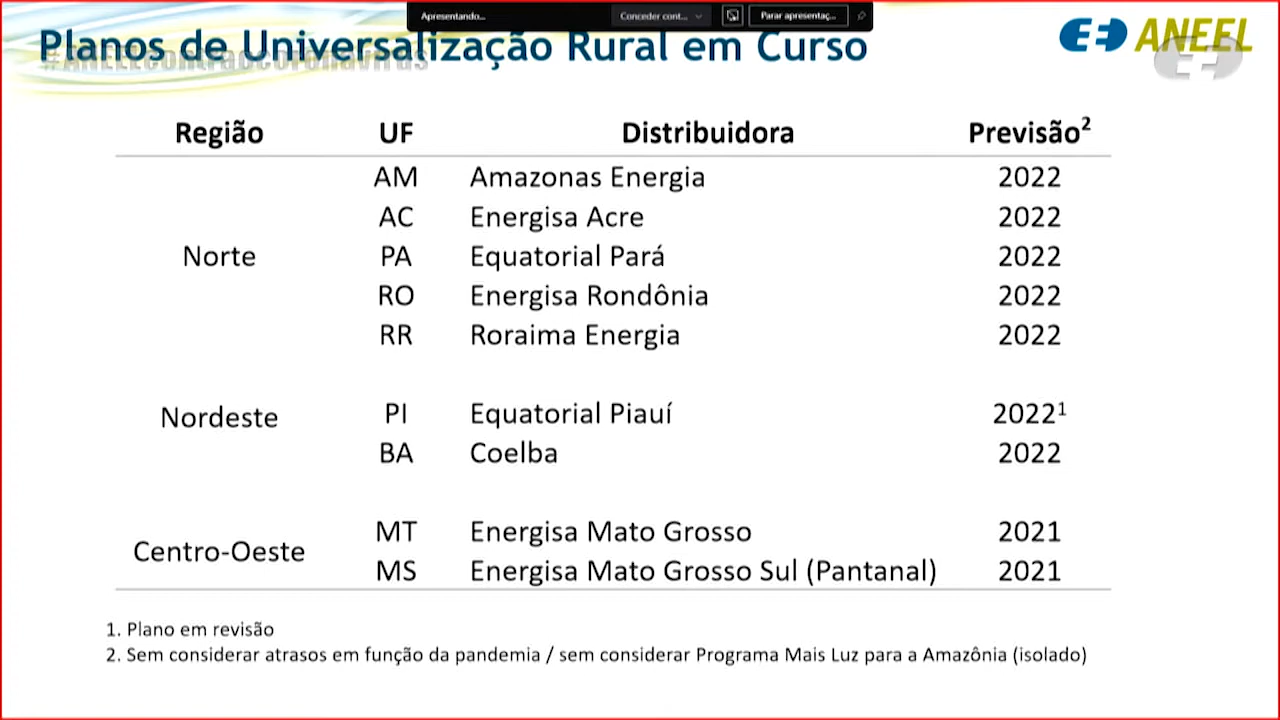 Apresentando...
Conceder cont...
Parar apresentaç...
Planos de Universalização Rural em Curso
#ANEELcontraocoronavírus
ANEEL
Região UF Distribuidora Previsão²
AM Amazonas Energia 2022
AC Energisa Acre 2022
Norte PA Equatorial Pará 2022
RO Energisa Rondônia 2022
RR Roraima Energia 2022
Nordeste PI Equatorial Piauí 2022¹
BA Coelba 2022
MT Energisa Mato Grosso 2021
Centro-Oeste
MS Energisa Mato Grosso Sul (Pantanal) 2021
1. Plano em revisão
2. Sem considerar atrasos em função da pandemia / sem considerar Programa Mais Luz para a Amazônia (isolado)